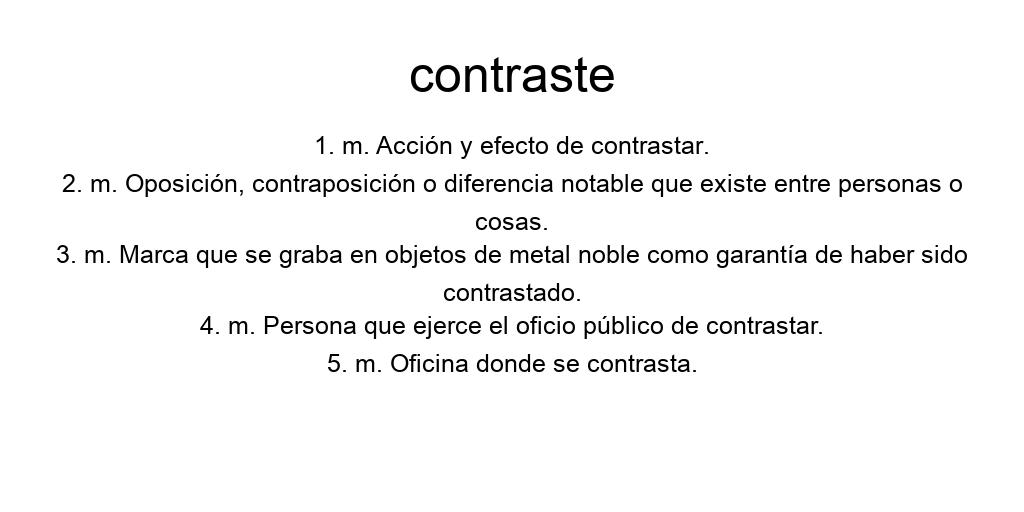 contraste
1. m. Acción y efecto de contrastar.
2. m. Oposición, contraposición o diferencia notable que existe entre personas o
cosas.
3. m. Marca que se graba en objetos de metal noble como garantía de haber sido
contrastado.
4. m. Persona que ejerce el oficio público de contrastar.
5. m. Oficina donde se contrasta.